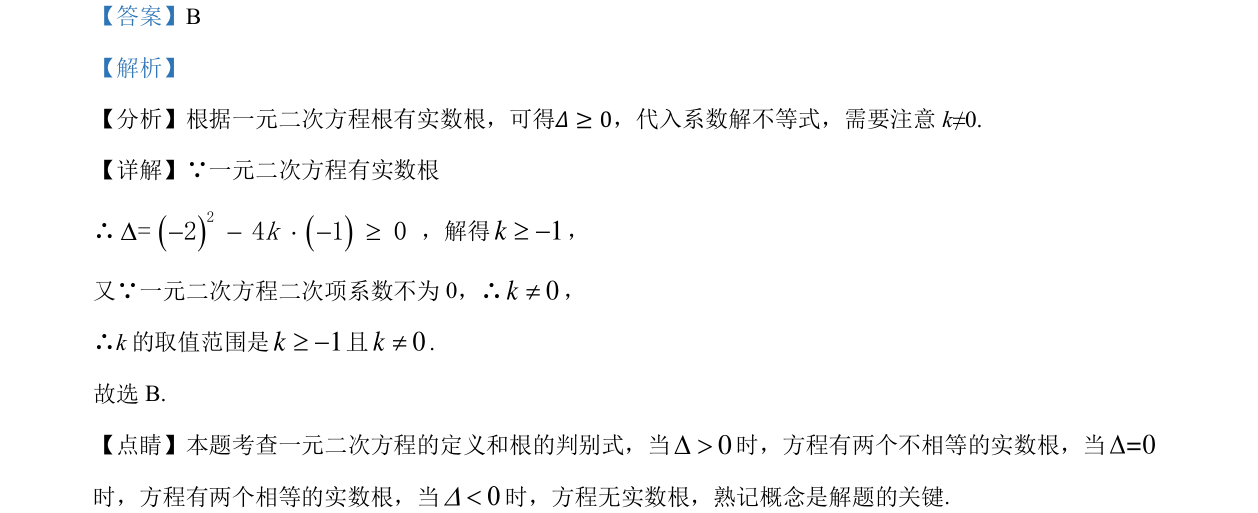 【答案】B
【解析】
【分析】根据一元二次方程根有实数根，可得Δ ≥ 0，代入系数解不等式，需要注意 k≠0.
【详解】∵一元二次方程有实数根
∴ Δ= (−2)² − 4k · (−1) ≥ 0 ，解得 k ≥ −1，
又∵一元二次方程二次项系数不为 0，∴ k ≠ 0，
∴k 的取值范围是 k ≥ −1且 k ≠ 0.
故选 B.
【点睛】本题考查一元二次方程的定义和根的判别式，当 Δ > 0 时，方程有两个不相等的实数根，当 Δ=0
时，方程有两个相等的实数根，当 Δ < 0 时，方程无实数根，熟记概念是解题的关键.